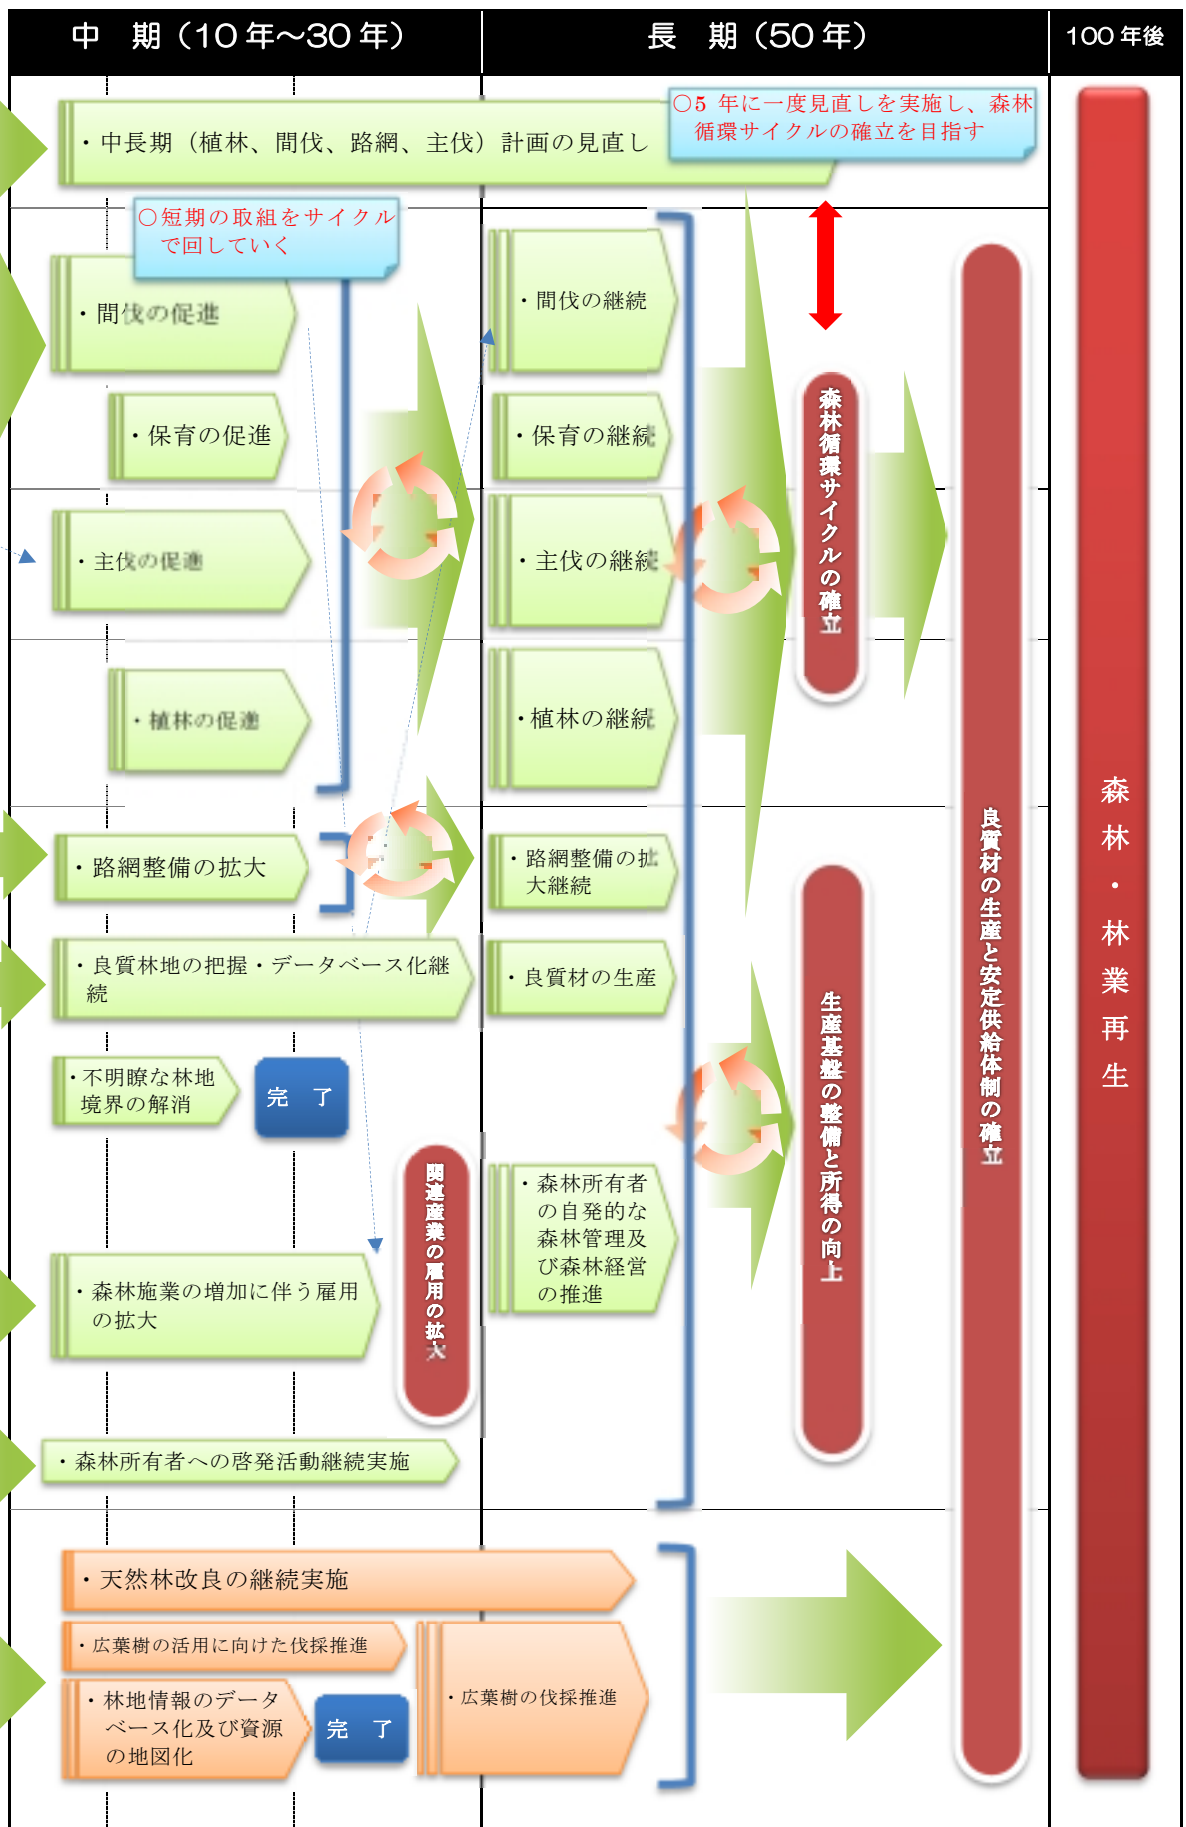 中　期（10 年～30 年）
長　期（50 年）
100 年後
・中長期（植林、間伐、路網、主伐）計画の見直し
○5 年に一度見直しを実施し、森林
循環サイクルの確立を目指す
○短期の取組をサイクル
で回していく
・間伐の促進
・保育の促進
・主伐の促進
・植林の促進
・間伐の継続
・保育の継続
・主伐の継続
・植林の継続
森林循環サイクルの確立
・路網整備の拡大
・路網整備の拡
大継続
・良質林地の把握・データベース化継
続
・良質材の生産
・不明瞭な林地
境界の解消
完　了
関連産業の雇用の拡大
・森林施業の増加に伴う雇用
の拡大
・森林所有者
の自発的な
森林管理及
び森林経営
の推進
生産基盤の整備と所得の向上
・森林所有者への啓発活動継続実施
良質材の生産と安定供給体制の確立
森林・林業再生
・天然林改良の継続実施
・広葉樹の活用に向けた伐採推進
・林地情報のデータ
ベース化及び資源
の地図化
完　了
・広葉樹の伐採推進